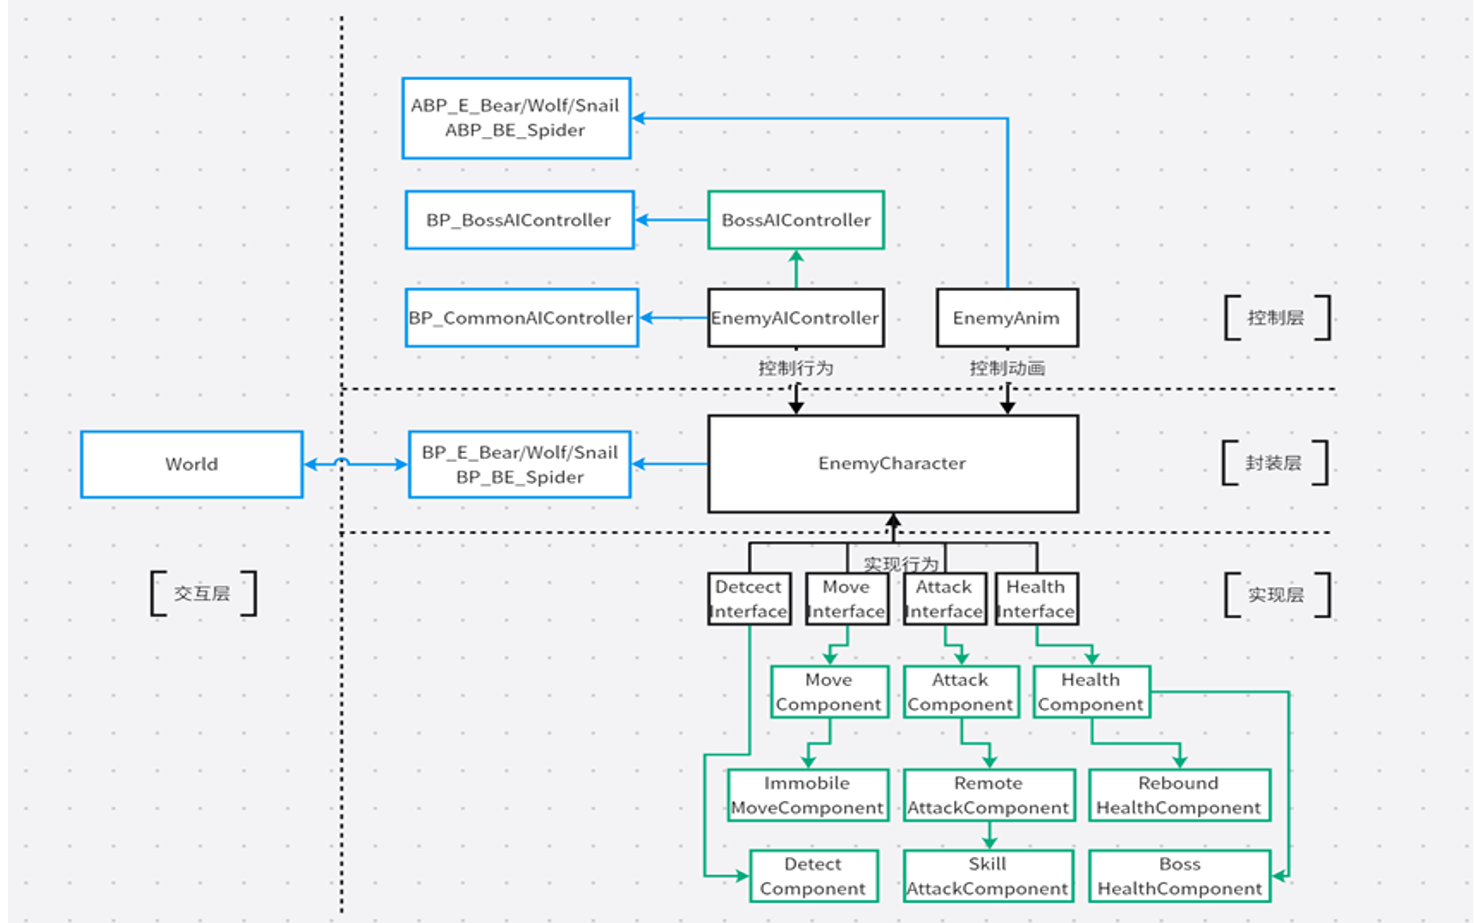 ABP_E_Bear/Wolf/Snail
ABP_BE_Spider
BP_BossAIController
BossAIController
BP_CommonAIController
EnemyAIController
EnemyAnim
控制层
控制行为
控制动画
World
BP_E_Bear/Wolf/Snail
BP_BE_Spider
EnemyCharacter
封装层
实现行为
交互层
Detcect
Interface
Move
Interface
Attack
Interface
Health
Interface
实现层
Move
Component
Attack
Component
Health
Component
Immobile
MoveComponent
Remote
AttackComponent
Rebound
HealthComponent
Detect
Component
Skill
AttackComponent
Boss
HealthComponent